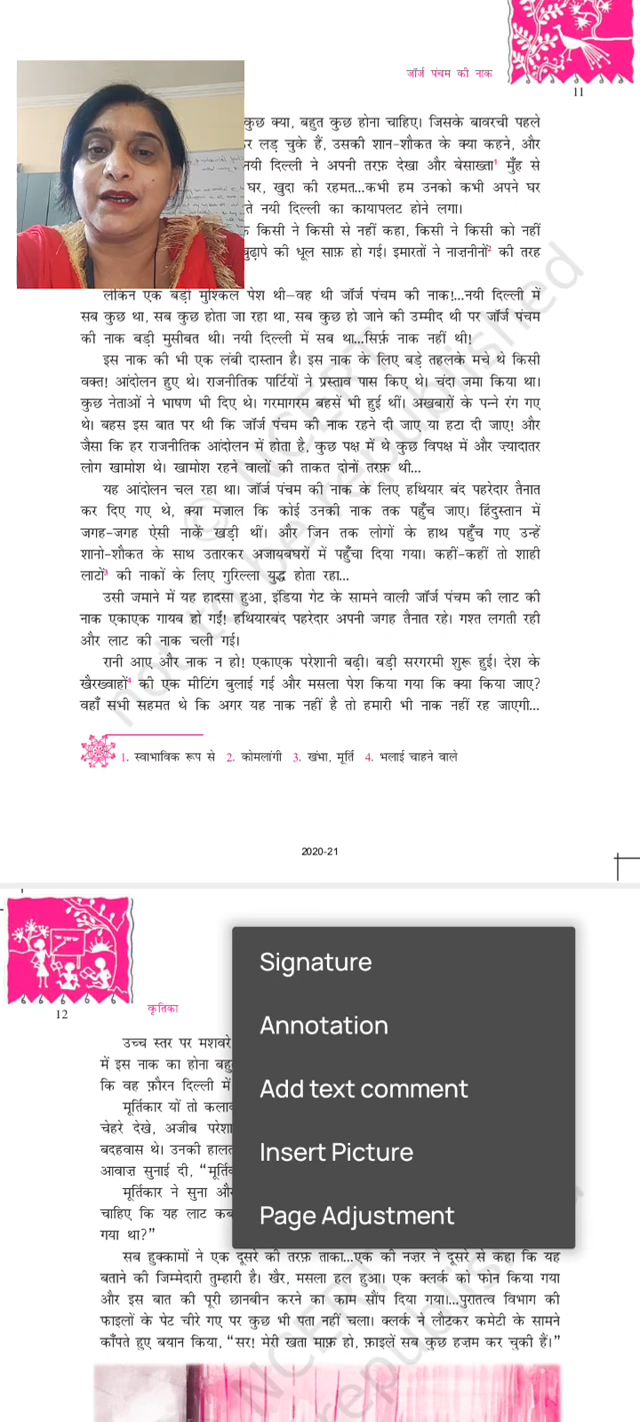 जॉर्ज पंचम की नाक
11
कुछ क्या, बहुत कुछ होना चाहिए। जिसके बावरची पहले
लड़ चुके हैं, उसकी शान-शौकत के क्या कहने, और
नयी दिल्ली ने अपनी तरफ़ देखा और बेसाख्ता1 मुँह से
घर, खुदा की रहमत...कभी हम उनको कभी अपने घर
नयी दिल्ली का कायापलट होने लगा।
किसी ने किसी से नहीं कहा, किसी ने किसी को नहीं
बुढ़ापे की धूल साफ़ हो गई। इमारतों ने नाज़नीनों2 की तरह
लेकिन एक बड़ी मुश्किल पेश थी–वह थी जॉर्ज पंचम की नाक!...नयी दिल्ली में
सब कुछ था, सब कुछ होता जा रहा था, सब कुछ हो जाने की उम्मीद थी पर जॉर्ज पंचम
की नाक बड़ी मुसीबत थी। नयी दिल्ली में सब था...सिर्फ़ नाक नहीं थी!
इस नाक की भी एक लंबी दास्तान है। इस नाक के लिए बड़े तहलके मचे थे किसी
वक्त! आंदोलन हुए थे। राजनीतिक पार्टियों ने प्रस्ताव पास किए थे। चंदा जमा किया था।
कुछ नेताओं ने भाषण भी दिए थे। गरमागरम बहसें भी हुई थीं। अखबारों के पन्ने रंग गए
थे। बहस इस बात पर थी कि जॉर्ज पंचम की नाक रहने दी जाए या हटा दी जाए! और
जैसा कि हर राजनीतिक आंदोलन में होता है, कुछ पक्ष में थे कुछ विपक्ष में और ज्यादातर
लोग खामोश थे। खामोश रहने वालों की ताकत दोनों तरफ़ थी...
यह आंदोलन चल रहा था। जॉर्ज पंचम की नाक के लिए हथियार बंद पहरेदार तैनात
कर दिए गए थे, क्या मजाल कि कोई उनकी नाक तक पहुँच जाए। हिंदुस्तान में
जगह-जगह ऐसी नाकें खड़ी थीं। और जिन तक लोगों के हाथ पहुँच गए उन्हें
शानो-शौकत के साथ उतारकर अजायबघरों में पहुँचा दिया गया। कहीं-कहीं तो शाही
लाटों3 की नाकों के लिए गुरिल्ला युद्ध होता रहा...
उसी जमाने में यह हादसा हुआ, इंडिया गेट के सामने वाली जॉर्ज पंचम की लाट की
नाक एकाएक गायब हो गई! हथियारबंद पहरेदार अपनी जगह तैनात रहे। गश्त लगती रही
और लाट की नाक चली गई।
रानी आए और नाक न हो! एकाएक परेशानी बढ़ी। बड़ी सरगरमी शुरू हुई। देश के
खैरख्वाहों4 की एक मीटिंग बुलाई गई और मसला पेश किया गया कि क्या किया जाए?
वहाँ सभी सहमत थे कि अगर यह नाक नहीं है तो हमारी भी नाक नहीं रह जाएगी...
1. स्वाभाविक रूप से 2. कोमलांगी 3. खंभा, मूर्ति 4. भलाई चाहने वाले
© NCERT
not to be republished
2020-21
12
कृतिका
उच्च स्तर पर मशवरे
में इस नाक का होना
कि वह फ़ौरन दिल्ली में
मूर्तिकार यों तो
चेहरे देखे, अजीब
बदहवास थे। उनकी
आवाज़ सुनाई दी,
मूर्तिकार ने सुना
चाहिए कि यह लाट
गया था?”
Signature
Annotation
Add text comment
Insert Picture
Page Adjustment
सब हुक्कामों ने एक दूसरे की तरफ़ ताका...एक की नज़र ने दूसरे से कहा कि यह
बताने की जिम्मेदारी तुम्हारी है। खैर, मसला हल हुआ। एक क्लर्क को फोन किया गया
और इस बात की पूरी छानबीन करने का काम सौंप दिया गया।...पुरातत्व विभाग की
फाइलों के पेट चीरे गए पर कुछ भी पता नहीं चला। क्लर्क ने लौटकर कमेटी के सामने
काँपते हुए बयान किया, “सर! मेरी खता माफ़ हो, फ़ाइलें सब कुछ हज़म कर चुकी हैं।”